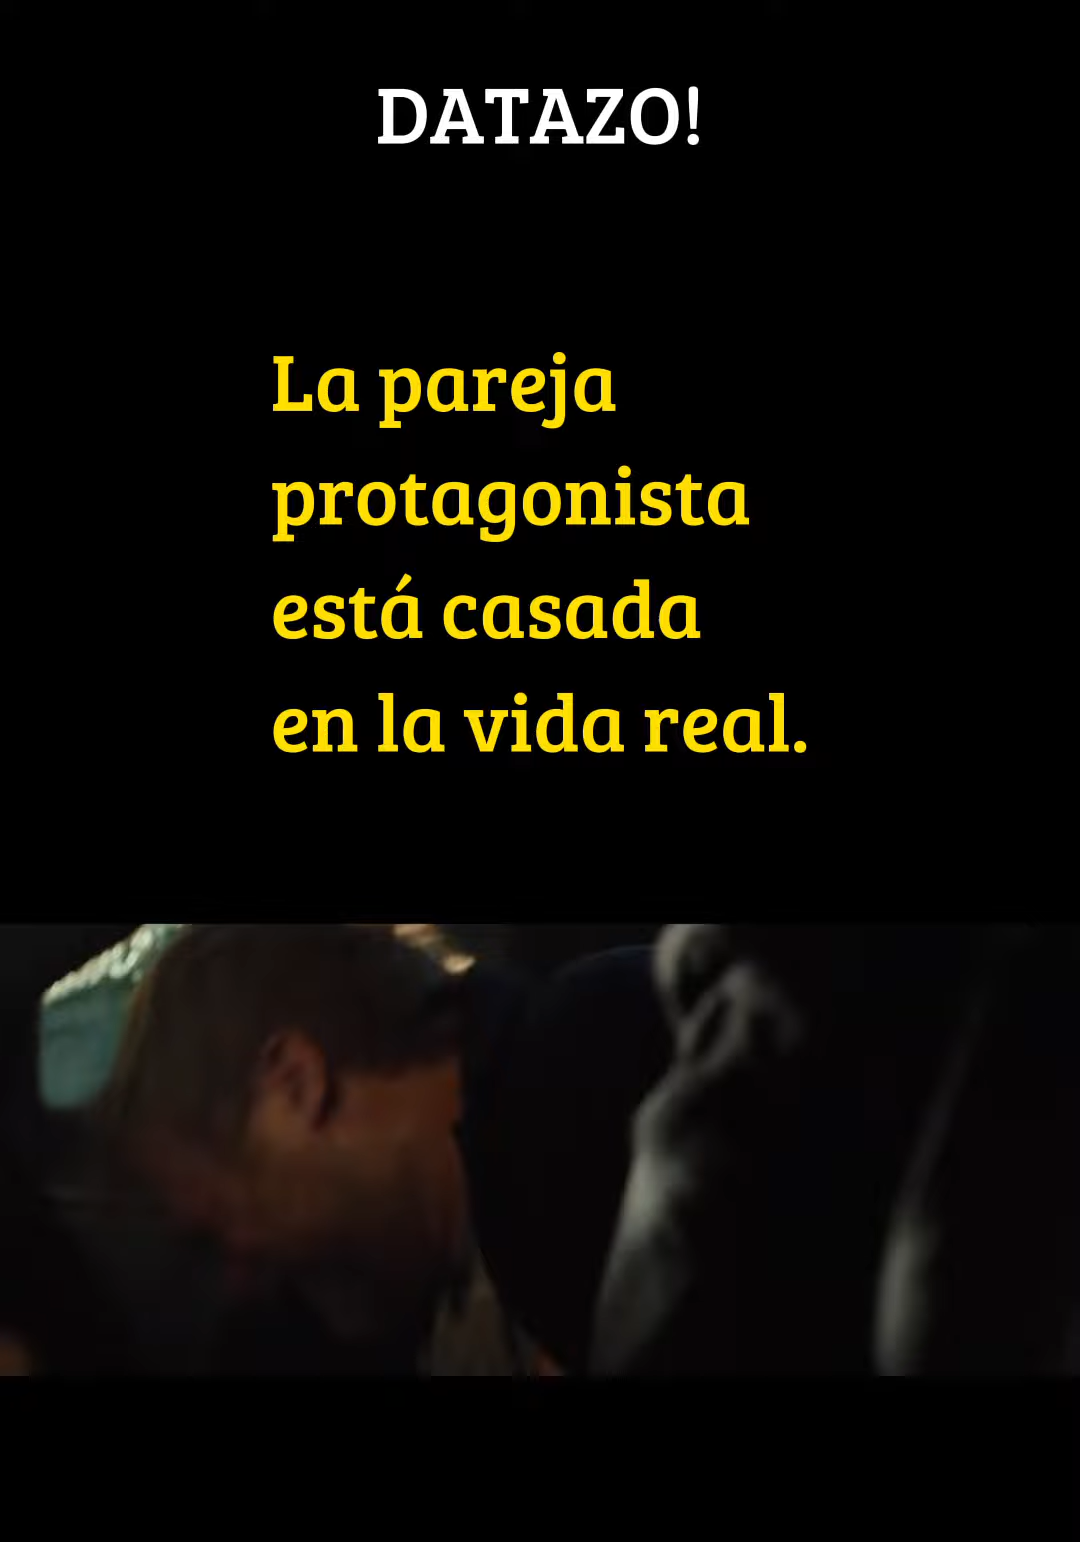 DATAZO!
La pareja
protagonista
está casada
en la vida real.